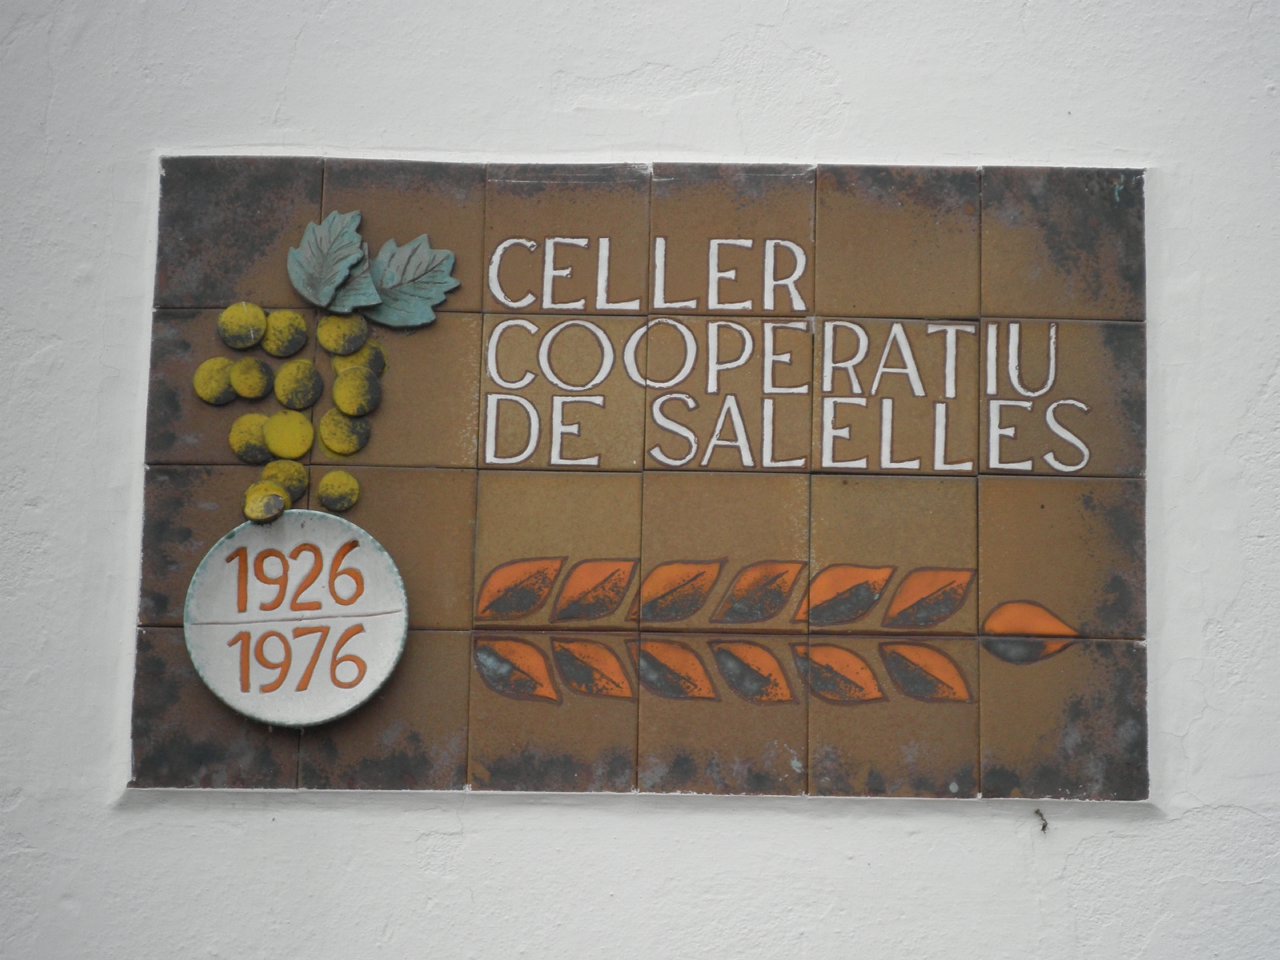 CELLER
COOPERATIU
DE SALELLES
1926
1976